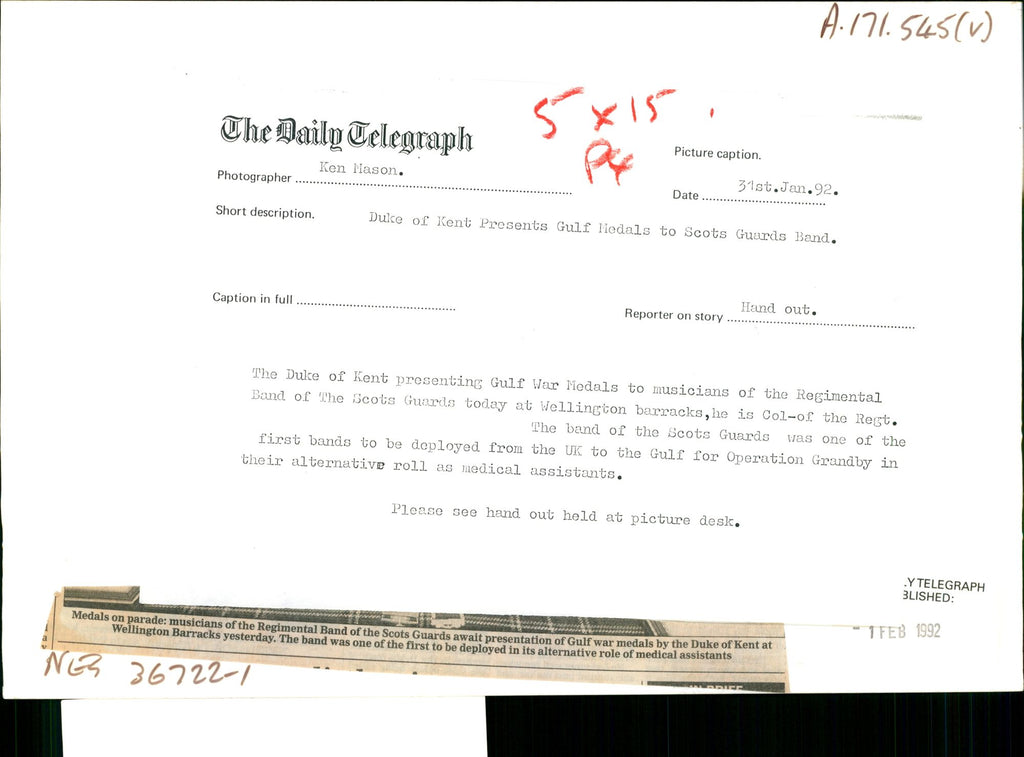 A.171.545(V)
5 x 15
P4
The Daily Telegraph
Picture caption.
Photographer Ken Mason.
Date 31st.Jan.92.
Short description. Duke of Kent Presents Gulf Medals to Scots Guards Band.
Caption in full
Reporter on story Hand out.
The Duke of Kent presenting Gulf War Medals to musicians of the Regimental
Band of The Scots Guards today at Wellington barracks,he is Col-of the Regt.
The band of the Scots Guards was one of the
first bands to be deployed from the UK to the Gulf for Operation Grandby in
their alternative roll as medical assistants.
Please see hand out held at picture desk.
.Y TELEGRAPH
BLISHED:
- 1 FEB 1992
Medals on parade: musicians of the Regimental Band of the Scots Guards await presentation of Gulf war medals by the Duke of Kent at
Wellington Barracks yesterday. The band was one of the first to be deployed in its alternative role of medical assistants
NEG 36722-1